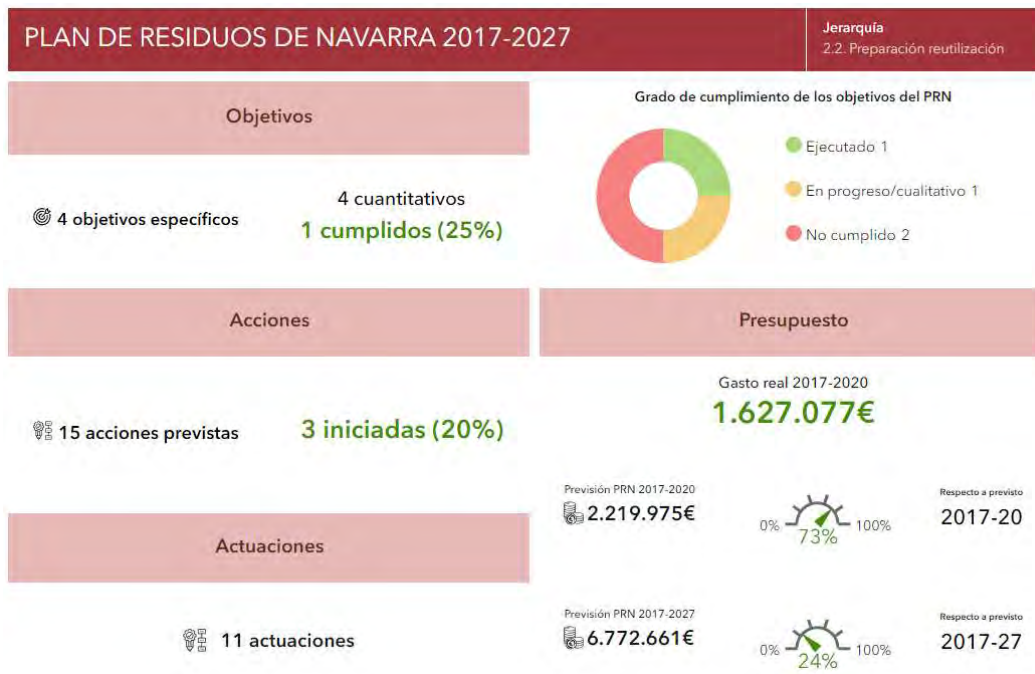 PLAN DE RESIDUOS DE NAVARRA 2017-2027
Jerarquía
2.2. Preparación reutilización
Objetivos
4 objetivos específicos
4 cuantitativos
1 cumplidos (25%)
Grado de cumplimiento de los objetivos del PRN
Ejecutado 1
En progreso/cualitativo 1
No cumplido 2
Acciones
15 acciones previstas
3 iniciadas (20%)
Actuaciones
11 actuaciones
Presupuesto
Gasto real 2017-2020
1.627.077€
Previsión PRN 2017-2020
2.219.975€
0%
73%
100%
Respecto a previsto
2017-20
Previsión PRN 2017-2027
6.772.661€
0%
24%
100%
Respecto a previsto
2017-27